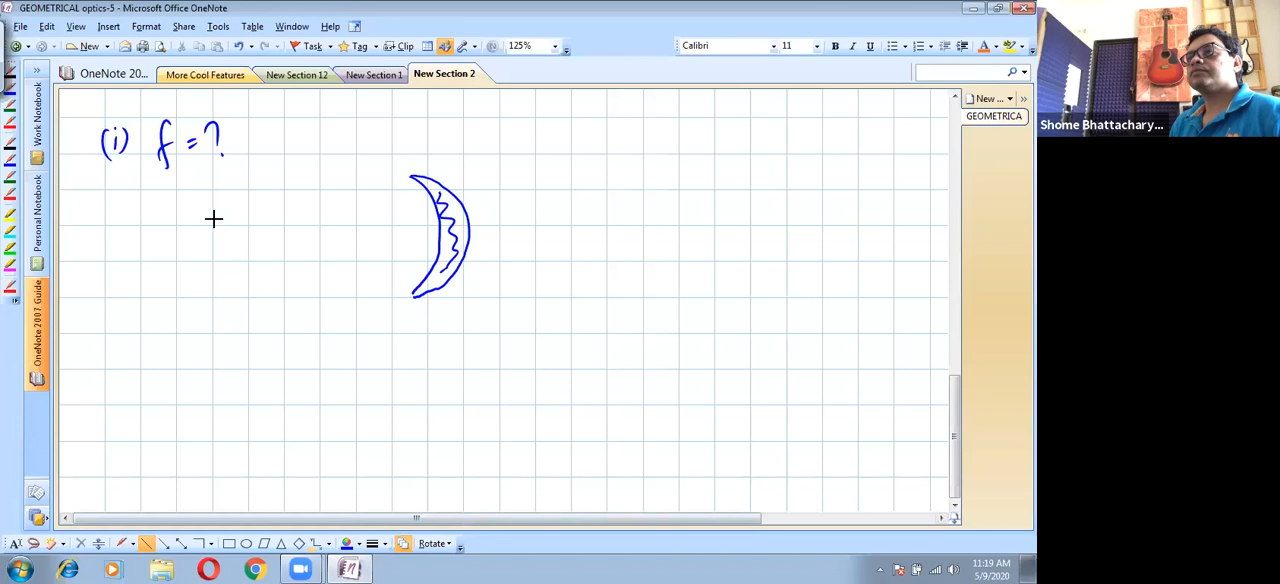 GEOMETRICAL optics-5 - Microsoft Office OneNote
File Edit View Insert Format Share Tools Table Window Help
New Task Tag Clip 125% Calibri 11 B I U
OneNote 20... More Cool Features New Section 12 New Section 1 New Section 2
New ...
GEOMETRICA
Work Notebook
Personal Notebook
OneNote 2007 Guide
(i) f = ?
Shome Bhattachary...
Rotate
11:19 AM
5/9/2020